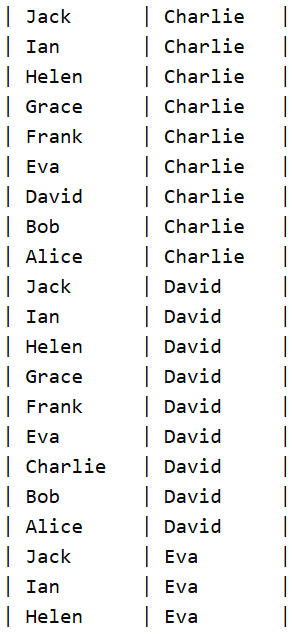 | Jack | Charlie |
| Ian | Charlie |
| Helen | Charlie |
| Grace | Charlie |
| Frank | Charlie |
| Eva | Charlie |
| David | Charlie |
| Bob | Charlie |
| Alice | Charlie |
| Jack | David |
| Ian | David |
| Helen | David |
| Grace | David |
| Frank | David |
| Eva | David |
| Charlie | David |
| Bob | David |
| Alice | David |
| Jack | Eva |
| Ian | Eva |
| Helen | Eva |